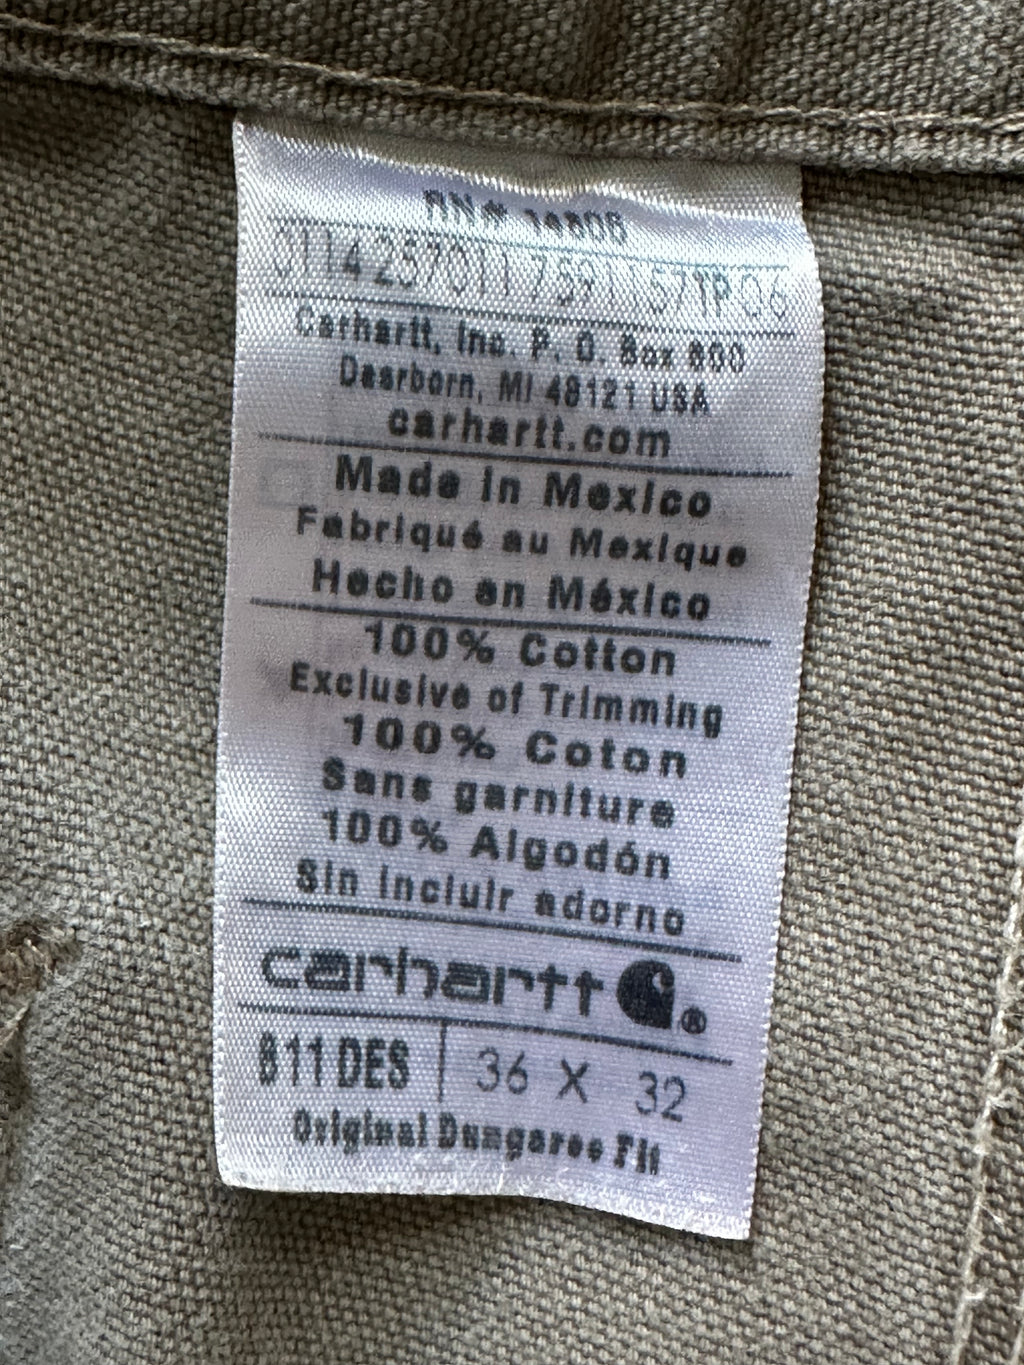 RN# 14806
Carhartt, Inc. P. O. Box 600
Dearborn, MI 48121 USA
carhartt.com
Made in Mexico
Fabriqué au Mexique
Hecho en México
100% Cotton
Exclusive of Trimming
100% Coton
Sans garniture
100% Algodón
Sin incluir adorno
carhartt ®
B11DES 36 X 32
Original Dungaree Fit